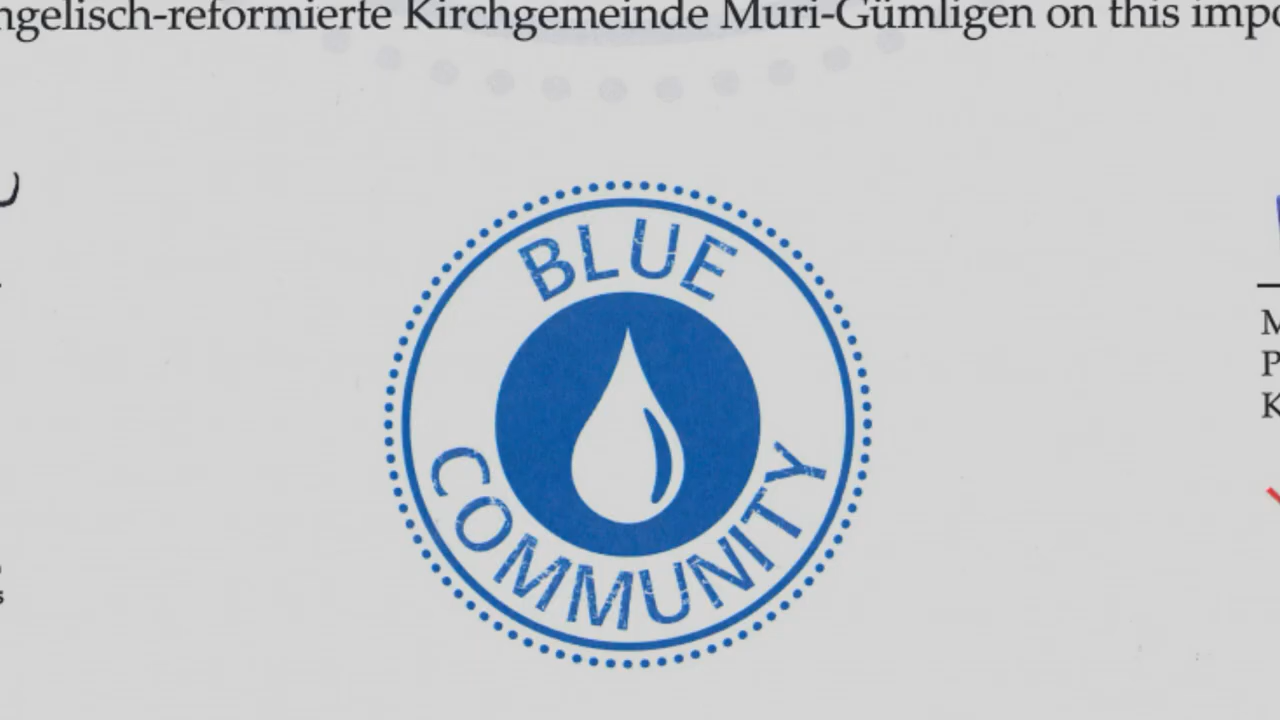 ngelisch-reformierte Kirchgemeinde Muri-Gümligen on this impo
BLUE
COMMUNITY
M
P
K